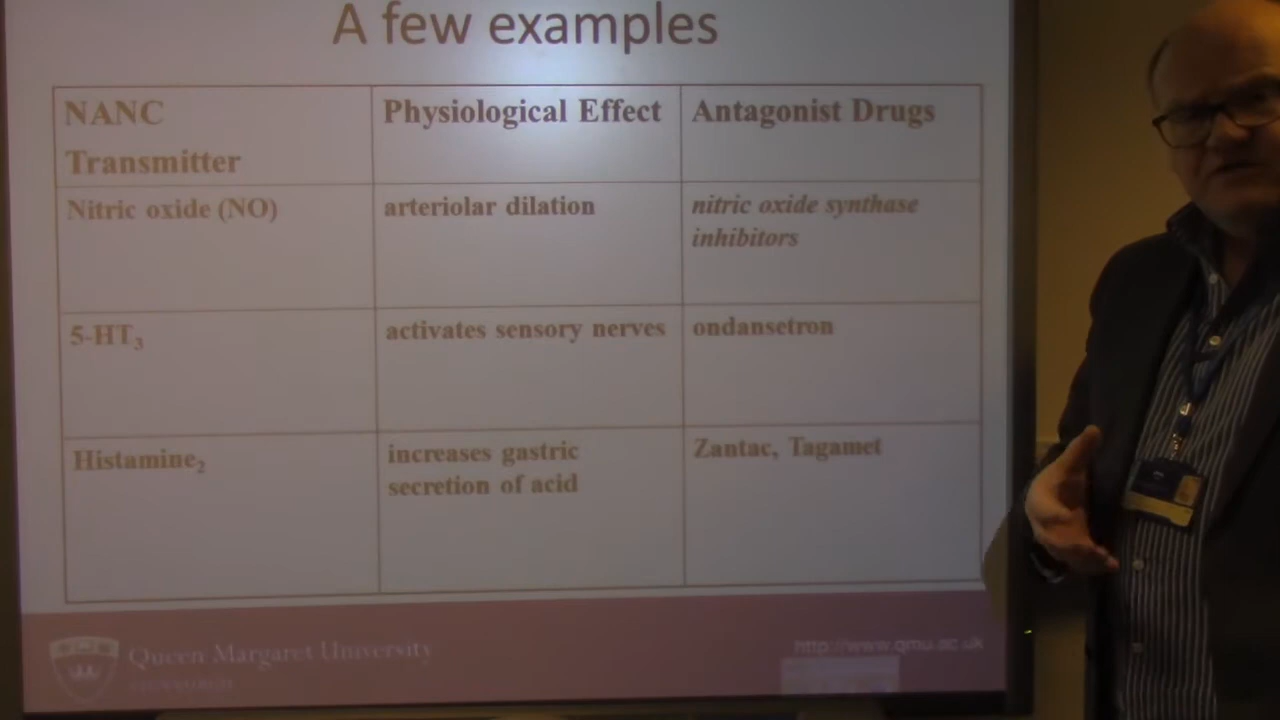 A few examples
NANC
Transmitter
Physiological Effect
Antagonist Drugs
Nitric oxide (NO)
arteriolar dilation
nitric oxide synthase
inhibitors
5-HT₃
activates sensory nerves
ondansetron
Histamine₂
increases gastric
secretion of acid
Zantac, Tagamet
Queen Margaret University
http://www.qmu.ac.uk